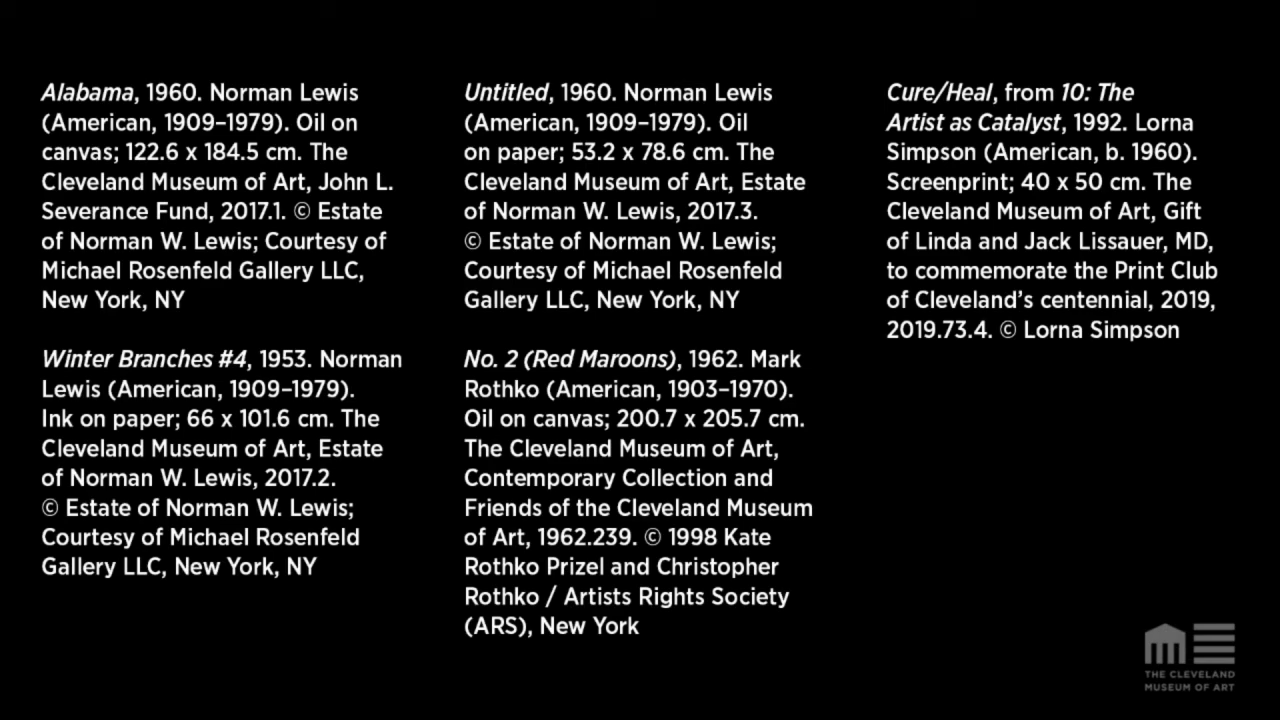 Alabama, 1960. Norman Lewis
(American, 1909–1979). Oil on
canvas; 122.6 x 184.5 cm. The
Cleveland Museum of Art, John L.
Severance Fund, 2017.1. © Estate
of Norman W. Lewis; Courtesy of
Michael Rosenfeld Gallery LLC,
New York, NY
Winter Branches #4, 1953. Norman
Lewis (American, 1909–1979).
Ink on paper; 66 x 101.6 cm. The
Cleveland Museum of Art, Estate
of Norman W. Lewis, 2017.2.
© Estate of Norman W. Lewis;
Courtesy of Michael Rosenfeld
Gallery LLC, New York, NY
Untitled, 1960. Norman Lewis
(American, 1909–1979). Oil
on paper; 53.2 x 78.6 cm. The
Cleveland Museum of Art, Estate
of Norman W. Lewis, 2017.3.
© Estate of Norman W. Lewis;
Courtesy of Michael Rosenfeld
Gallery LLC, New York, NY
No. 2 (Red Maroons), 1962. Mark
Rothko (American, 1903–1970).
Oil on canvas; 200.7 x 205.7 cm.
The Cleveland Museum of Art,
Contemporary Collection and
Friends of the Cleveland Museum
of Art, 1962.239. © 1998 Kate
Rothko Prizel and Christopher
Rothko / Artists Rights Society
(ARS), New York
Cure/Heal, from 10: The
Artist as Catalyst, 1992. Lorna
Simpson (American, b. 1960).
Screenprint; 40 x 50 cm. The
Cleveland Museum of Art, Gift
of Linda and Jack Lissauer, MD,
to commemorate the Print Club
of Cleveland’s centennial, 2019,
2019.73.4. © Lorna Simpson
THE CLEVELAND
MUSEUM OF ART